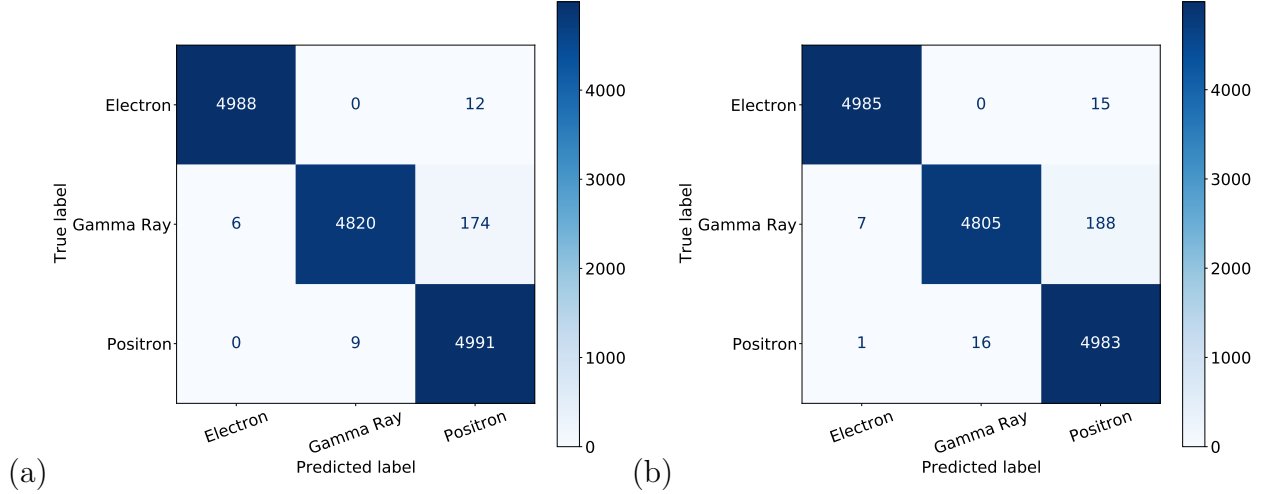 Electron 4988 0 12
Gamma Ray 6 4820 174
Positron 0 9 4991
True label
Electron Gamma Ray Positron
Predicted label
4000
3000
2000
1000
0
(a)
Electron 4985 0 15
Gamma Ray 7 4805 188
Positron 1 16 4983
True label
Electron Gamma Ray Positron
Predicted label
4000
3000
2000
1000
0
(b)